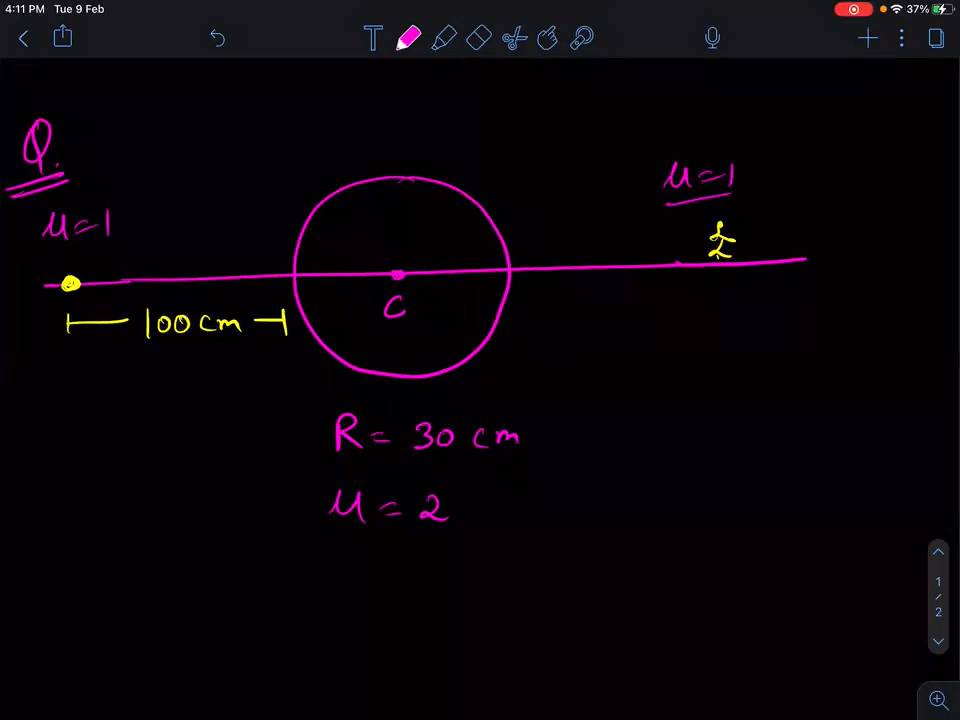 4:11 PM Tue 9 Feb
37%
T
Q.
μ=1
μ=1
100 cm
C
R = 30 cm
μ = 2
1
/
2